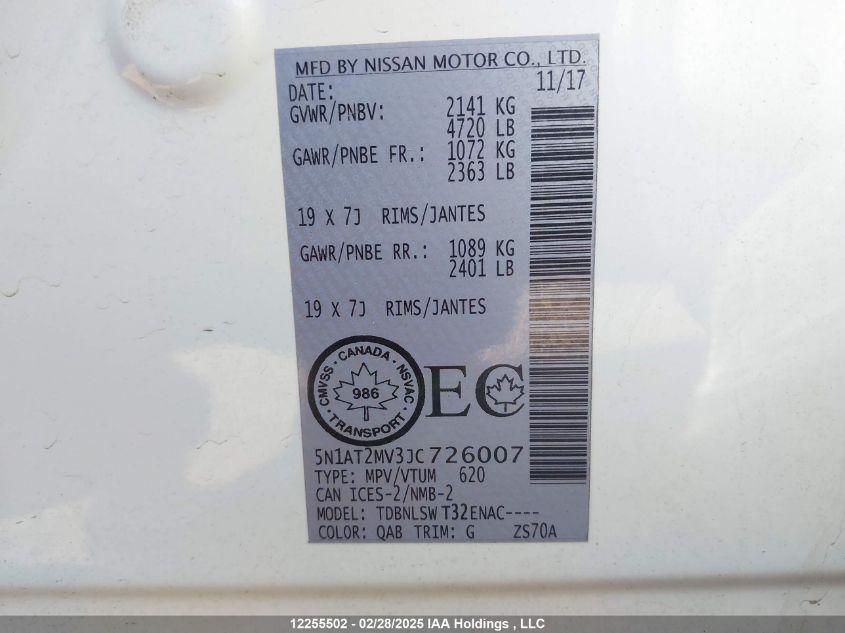 MFD BY NISSAN MOTOR CO., LTD.
DATE: 11/17
GVWR/PNBV: 2141 KG
4720 LB
GAWR/PNBE FR.: 1072 KG
2363 LB
19 X 7J RIMS/JANTES
GAWR/PNBE RR.: 1089 KG
2401 LB
19 X 7J RIMS/JANTES
CANADA
CMVSS NSVAC
986
TRANSPORT
EC
5N1AT2MV3JC726007
TYPE: MPV/VTUM 620
CAN ICES-2/NMB-2
MODEL: TDBNLSW T32ENAC----
COLOR: QAB TRIM: G ZS70A
12255502 - 02/28/2025 IAA Holdings , LLC